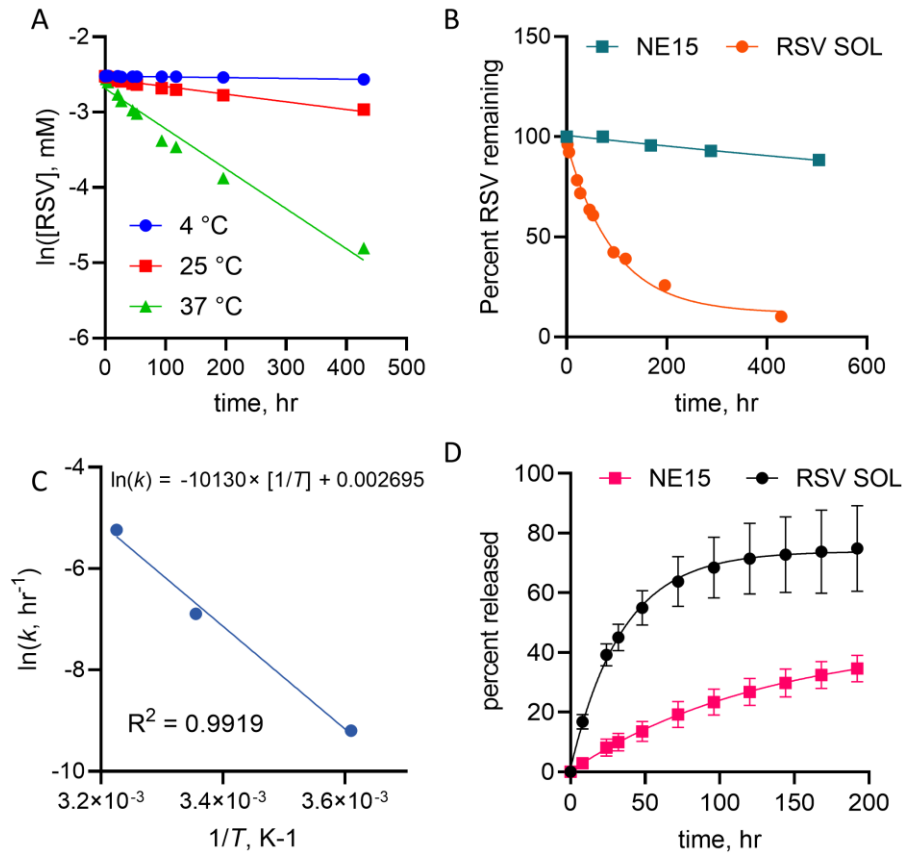 A
-2
-3
-4
-5
-6
ln([RSV], mM)
4 °C
25 °C
37 °C
0 100 200 300 400 500
time, hr
B
NE15 RSV SOL
150
100
50
0
Percent RSV remaining
0 200 400 600
time, hr
C
ln(k) = -10130× [1/T] + 0.002695
-4
-6
-8
-10
ln(k, hr⁻¹)
R² = 0.9919
3.2×10⁻³ 3.4×10⁻³ 3.6×10⁻³
1/T, K-1
D
NE15 RSV SOL
100
80
60
40
20
0
percent released
0 50 100 150 200
time, hr